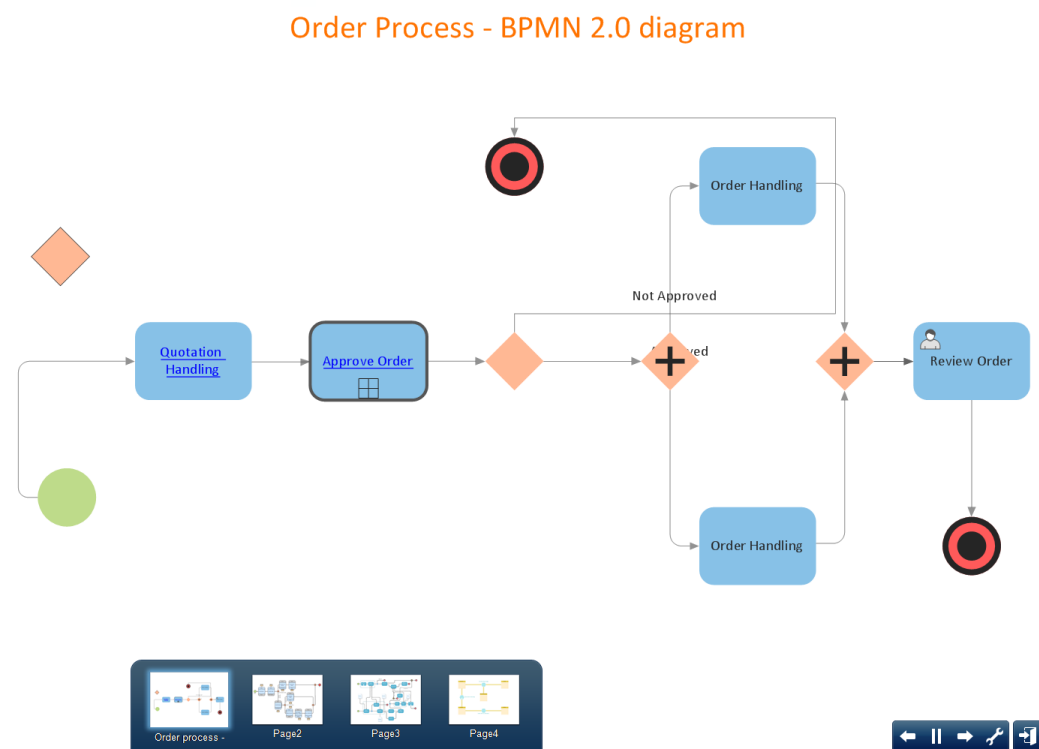 Order Process - BPMN 2.0 diagram
Order Handling
Not Approved
Quotation
Handling
Approve Order
Review Order
Order Handling
Order process -
Page2
Page3
Page4